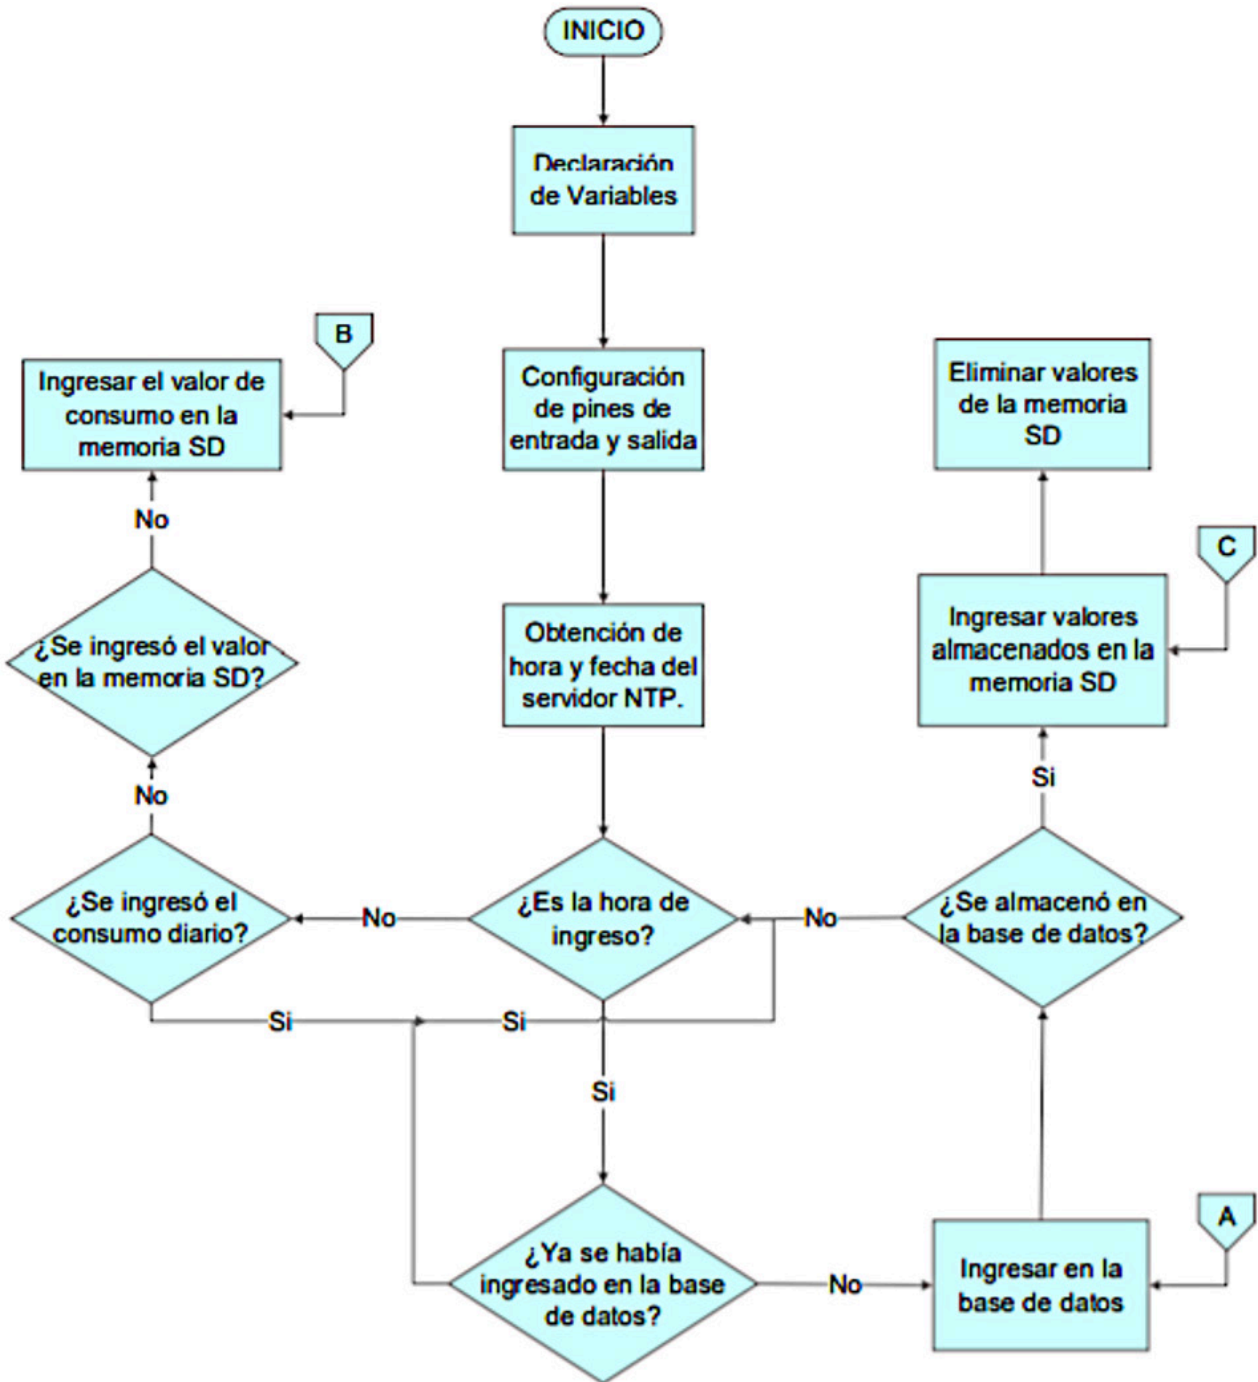 INICIO
Declaración
de Variables
B
Ingresar el valor de
consumo en la
memoria SD
Configuración
de pines de
entrada y salida
Eliminar valores
de la memoria
SD
No
C
¿Se ingresó el valor
en la memoria SD?
Obtención de
hora y fecha del
servidor NTP.
Ingresar valores
almacenados en la
memoria SD
No
Si
¿Se ingresó el
consumo diario?
No
¿Es la hora de
ingreso?
No
¿Se almacenó en
la base de datos?
Si
Si
Si
¿Ya se había
ingresado en la base
de datos?
No
Ingresar en la
base de datos
A